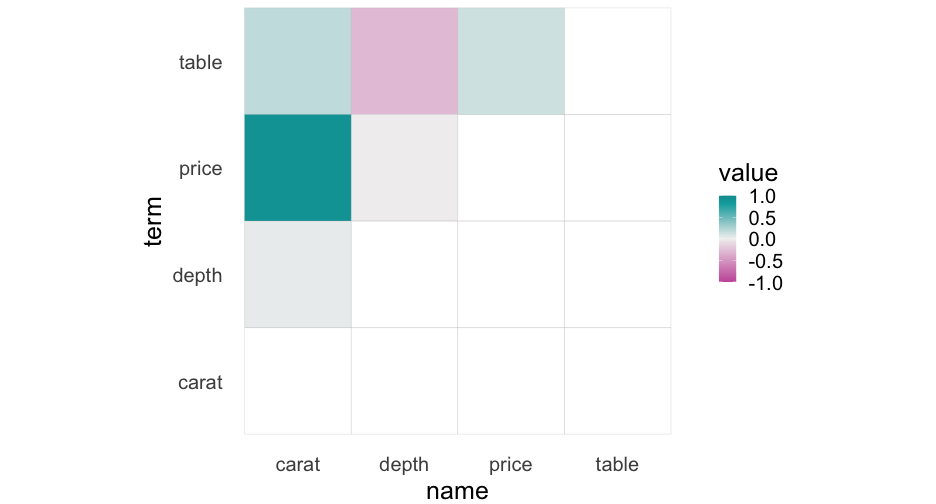 table
price
depth
carat
term
carat depth price table
name
value
1.0
0.5
0.0
-0.5
-1.0